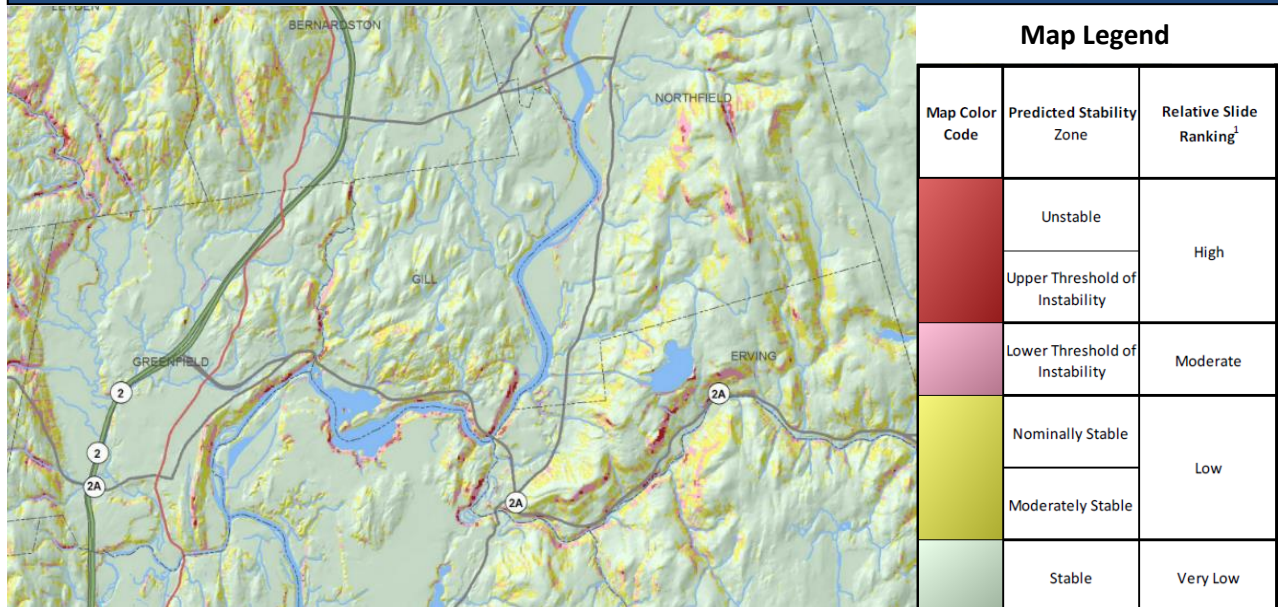 LEYDEN
BERNARDSTON
NORTHFIELD
GILL
GREENFIELD
ERVING
2
2A
2
2A
2A
Map Legend
Map Color Code
Predicted Stability Zone
Relative Slide Ranking1
Unstable
High
Upper Threshold of Instability
Lower Threshold of Instability
Moderate
Nominally Stable
Low
Moderately Stable
Stable
Very Low